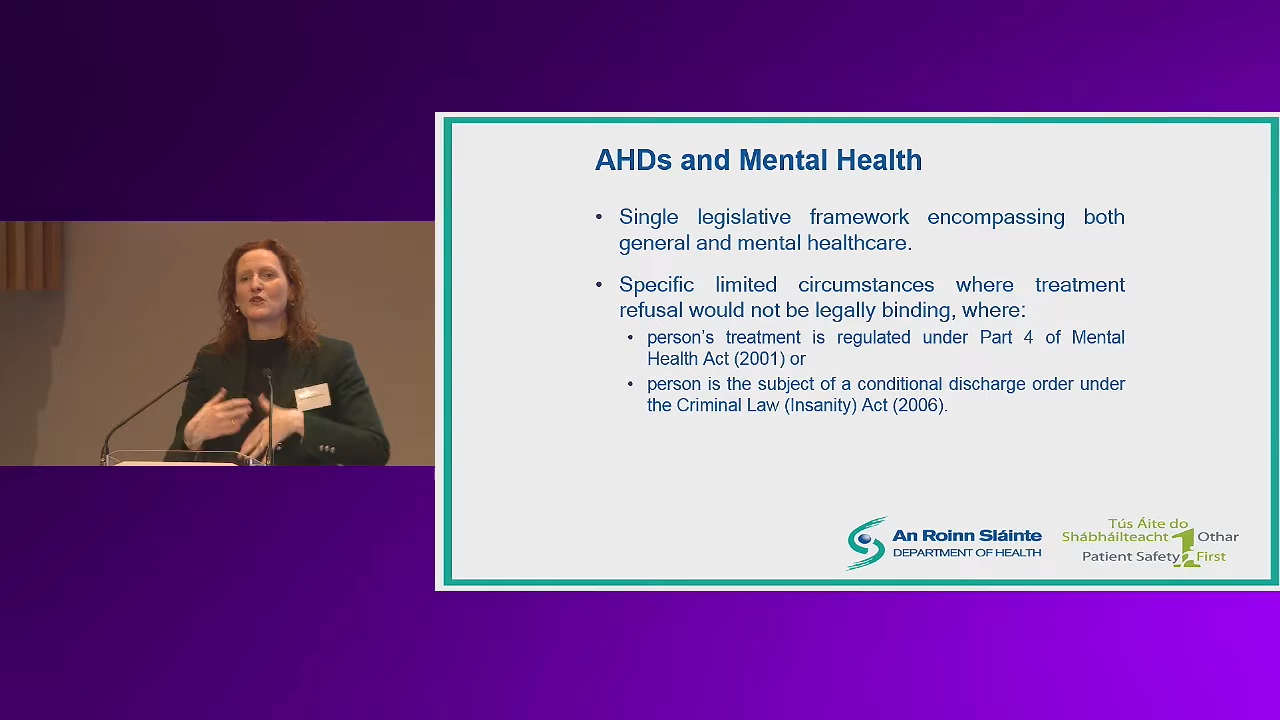 AHDs and Mental Health
• Single legislative framework encompassing both
general and mental healthcare.
• Specific limited circumstances where treatment
refusal would not be legally binding, where:
• person's treatment is regulated under Part 4 of Mental
Health Act (2001) or
• person is the subject of a conditional discharge order under
the Criminal Law (Insanity) Act (2006).
An Roinn Sláinte
DEPARTMENT OF HEALTH
Tús Áite do
Shábháilteacht 1 Othar
Patient Safety First